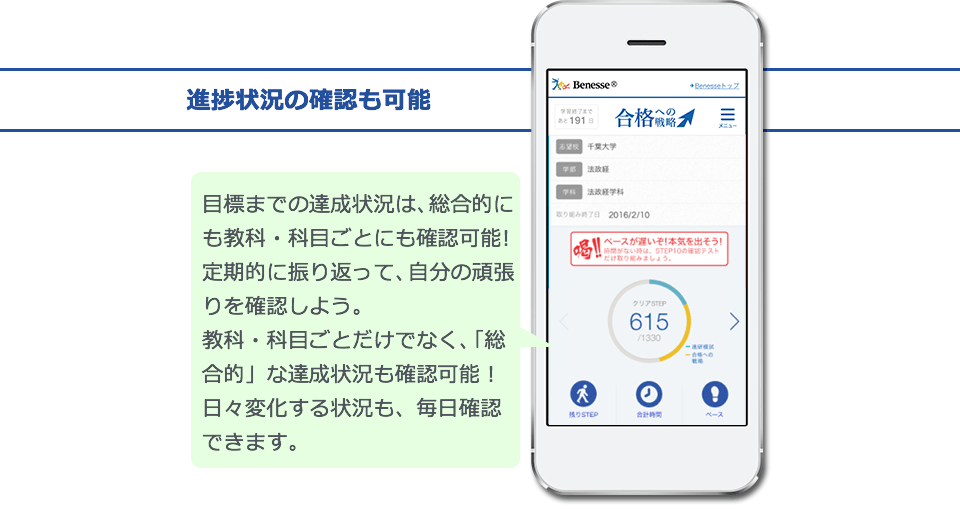 進捗状況の確認も可能
目標までの達成状況は、総合的に
も教科・科目ごとにも確認可能！
定期的に振り返って、自分の頑張
りを確認しよう。
教科・科目ごとだけでなく、「総
合的」な達成状況も確認可能！
日々変化する状況も、毎日確認
できます。
Benesse®
Benesseトップ
学習終了まで
あと191日
合格への
戦略
メニュー
志望校 千葉大学
学部 法政経
学科 法政経学科
取り組み終了日 2016/2/10
喝!!
ペースが遅いぞ！本気を出そう！
時間がない時は、STEP10の確認テスト
だけ取り組みましょう。
クリアSTEP
615
/1330
進研模試
合格への
戦略
残りSTEP
合計時間
ペース